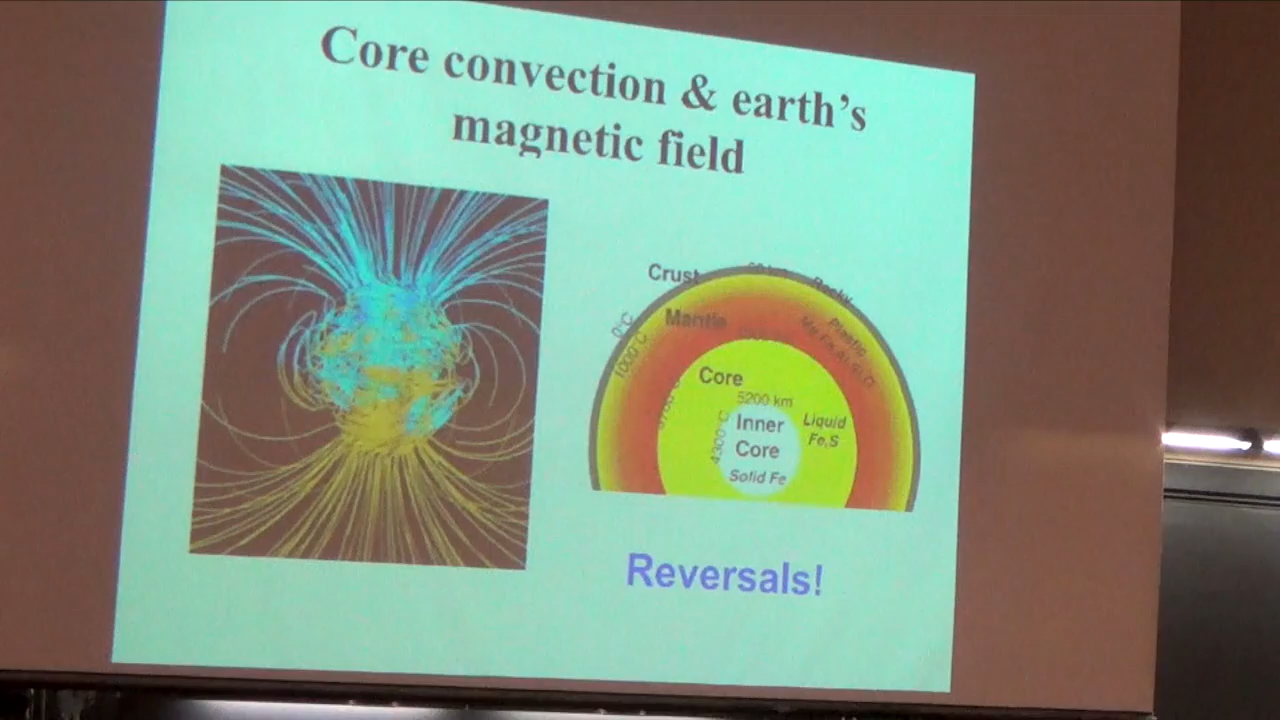 Core convection & earth's
magnetic field
Crust
Rocky
Mantle
Plastic
0°C
1000°C
Core
5200 km
4300°C
Inner
Core
Liquid
Fe,S
Solid Fe
Reversals!